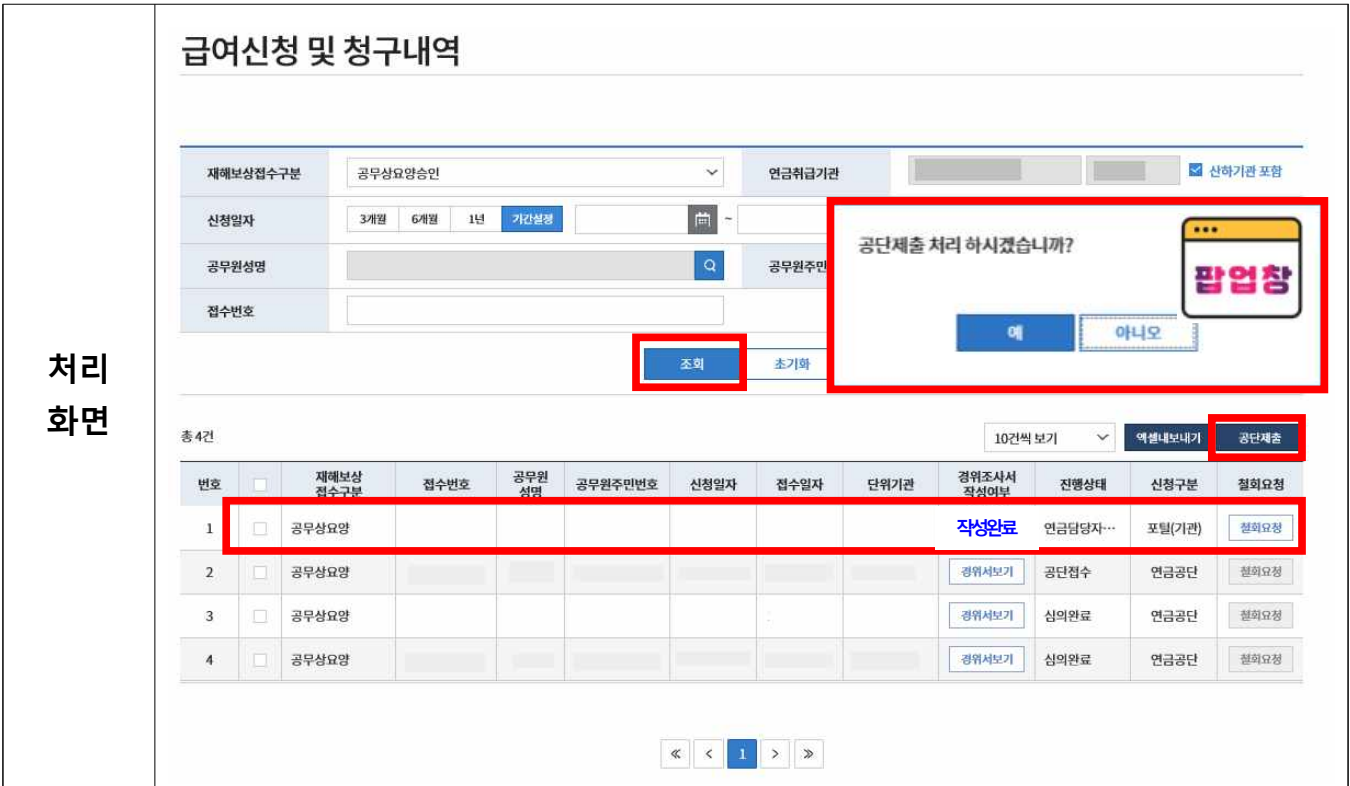 처리
화면
급여신청 및 청구내역
재해보상접수구분 공무상요양승인 연금취급기관 산하기관 포함
신청일자 3개월 6개월 1년 기간설정 ~
공무원성명 공무원주민
접수번호
조회 초기화
공단제출 처리 하시겠습니까?
팝업창
예 아니오
총 4건 10건씩 보기 엑셀내보내기 공단제출
번호 재해보상 접수구분 접수번호 공무원 성명 공무원주민번호 신청일자 접수일자 단위기관 경위조사서 작성여부 진행상태 신청구분 철회요청
1 공무상요양 작성완료 연금담당자… 포털(기관) 철회요청
2 공무상요양 경위서보기 공단접수 연금공단 철회요청
3 공무상요양 경위서보기 심의완료 연금공단 철회요청
4 공무상요양 경위서보기 심의완료 연금공단 철회요청
≪ < 1 > ≫